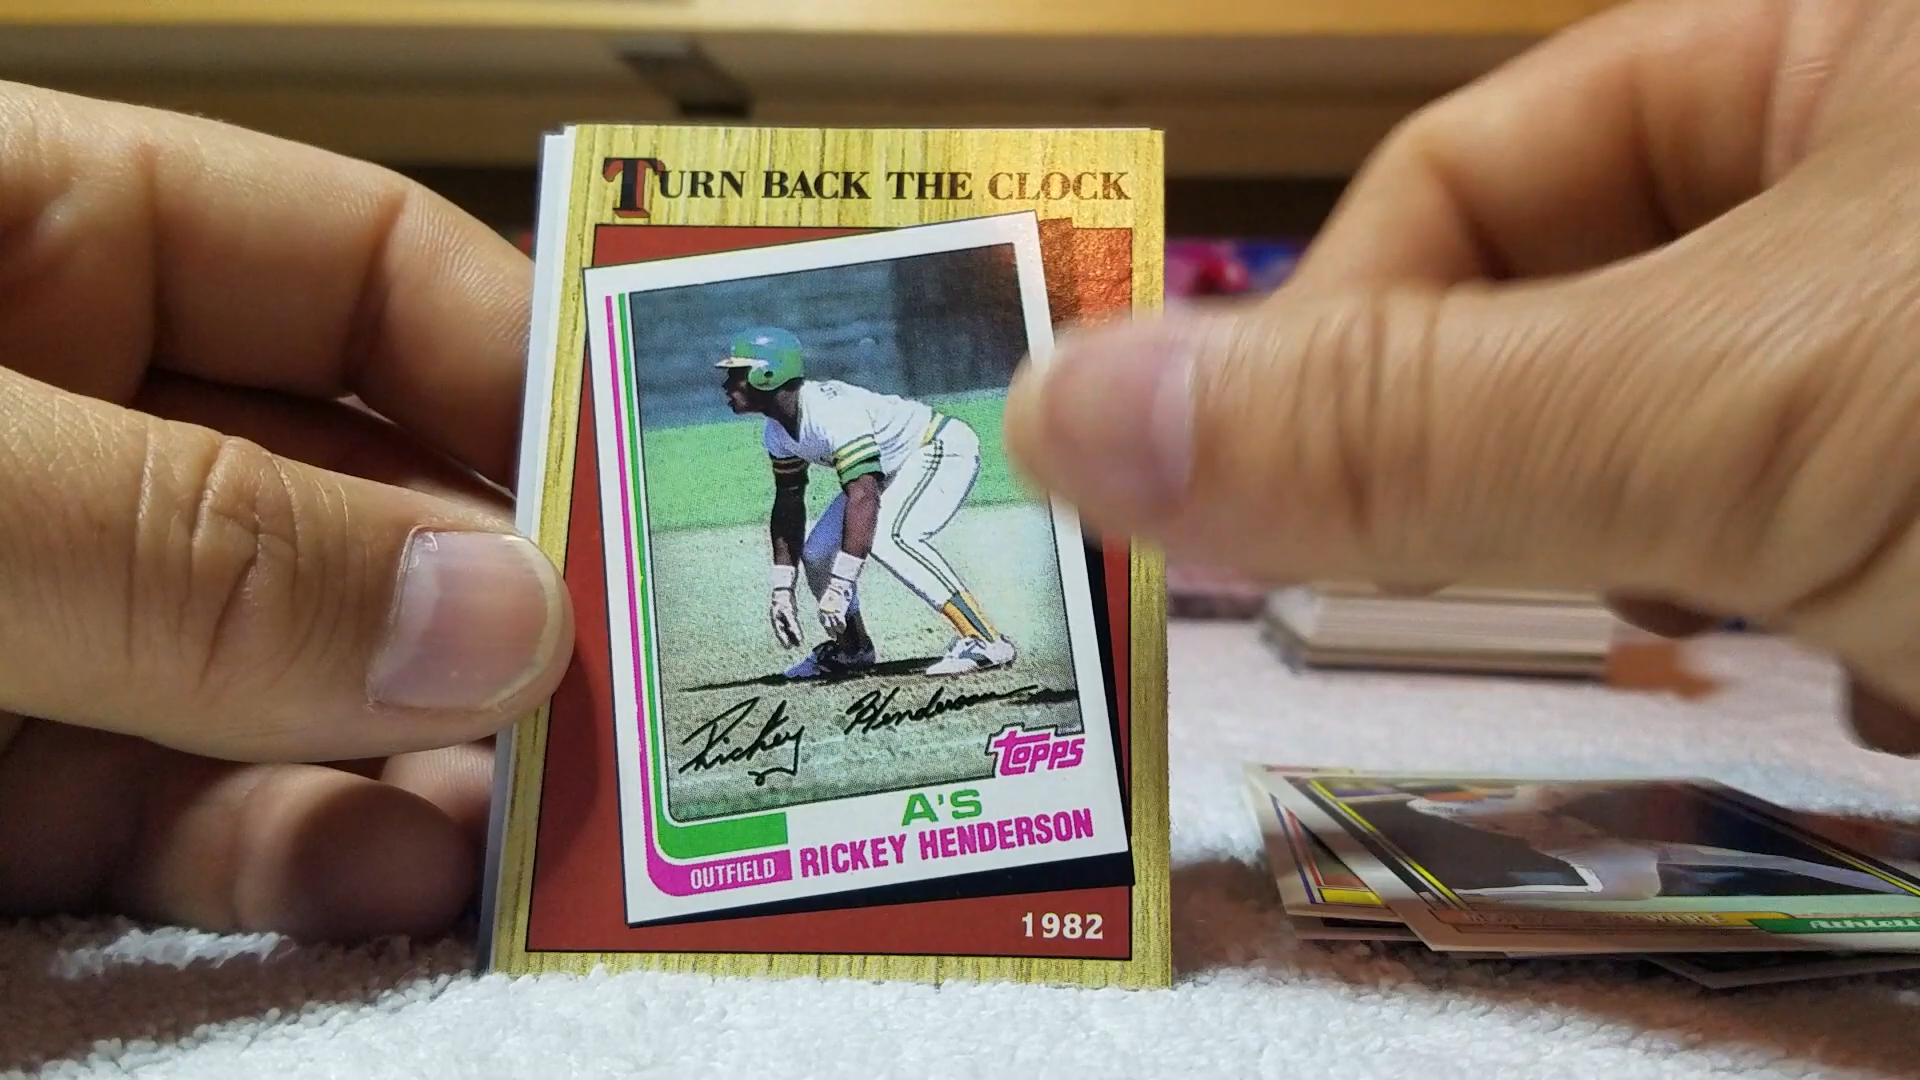 TURN BACK THE CLOCK
Rickey Henderson
topps
A'S
OUTFIELD RICKEY HENDERSON
1982